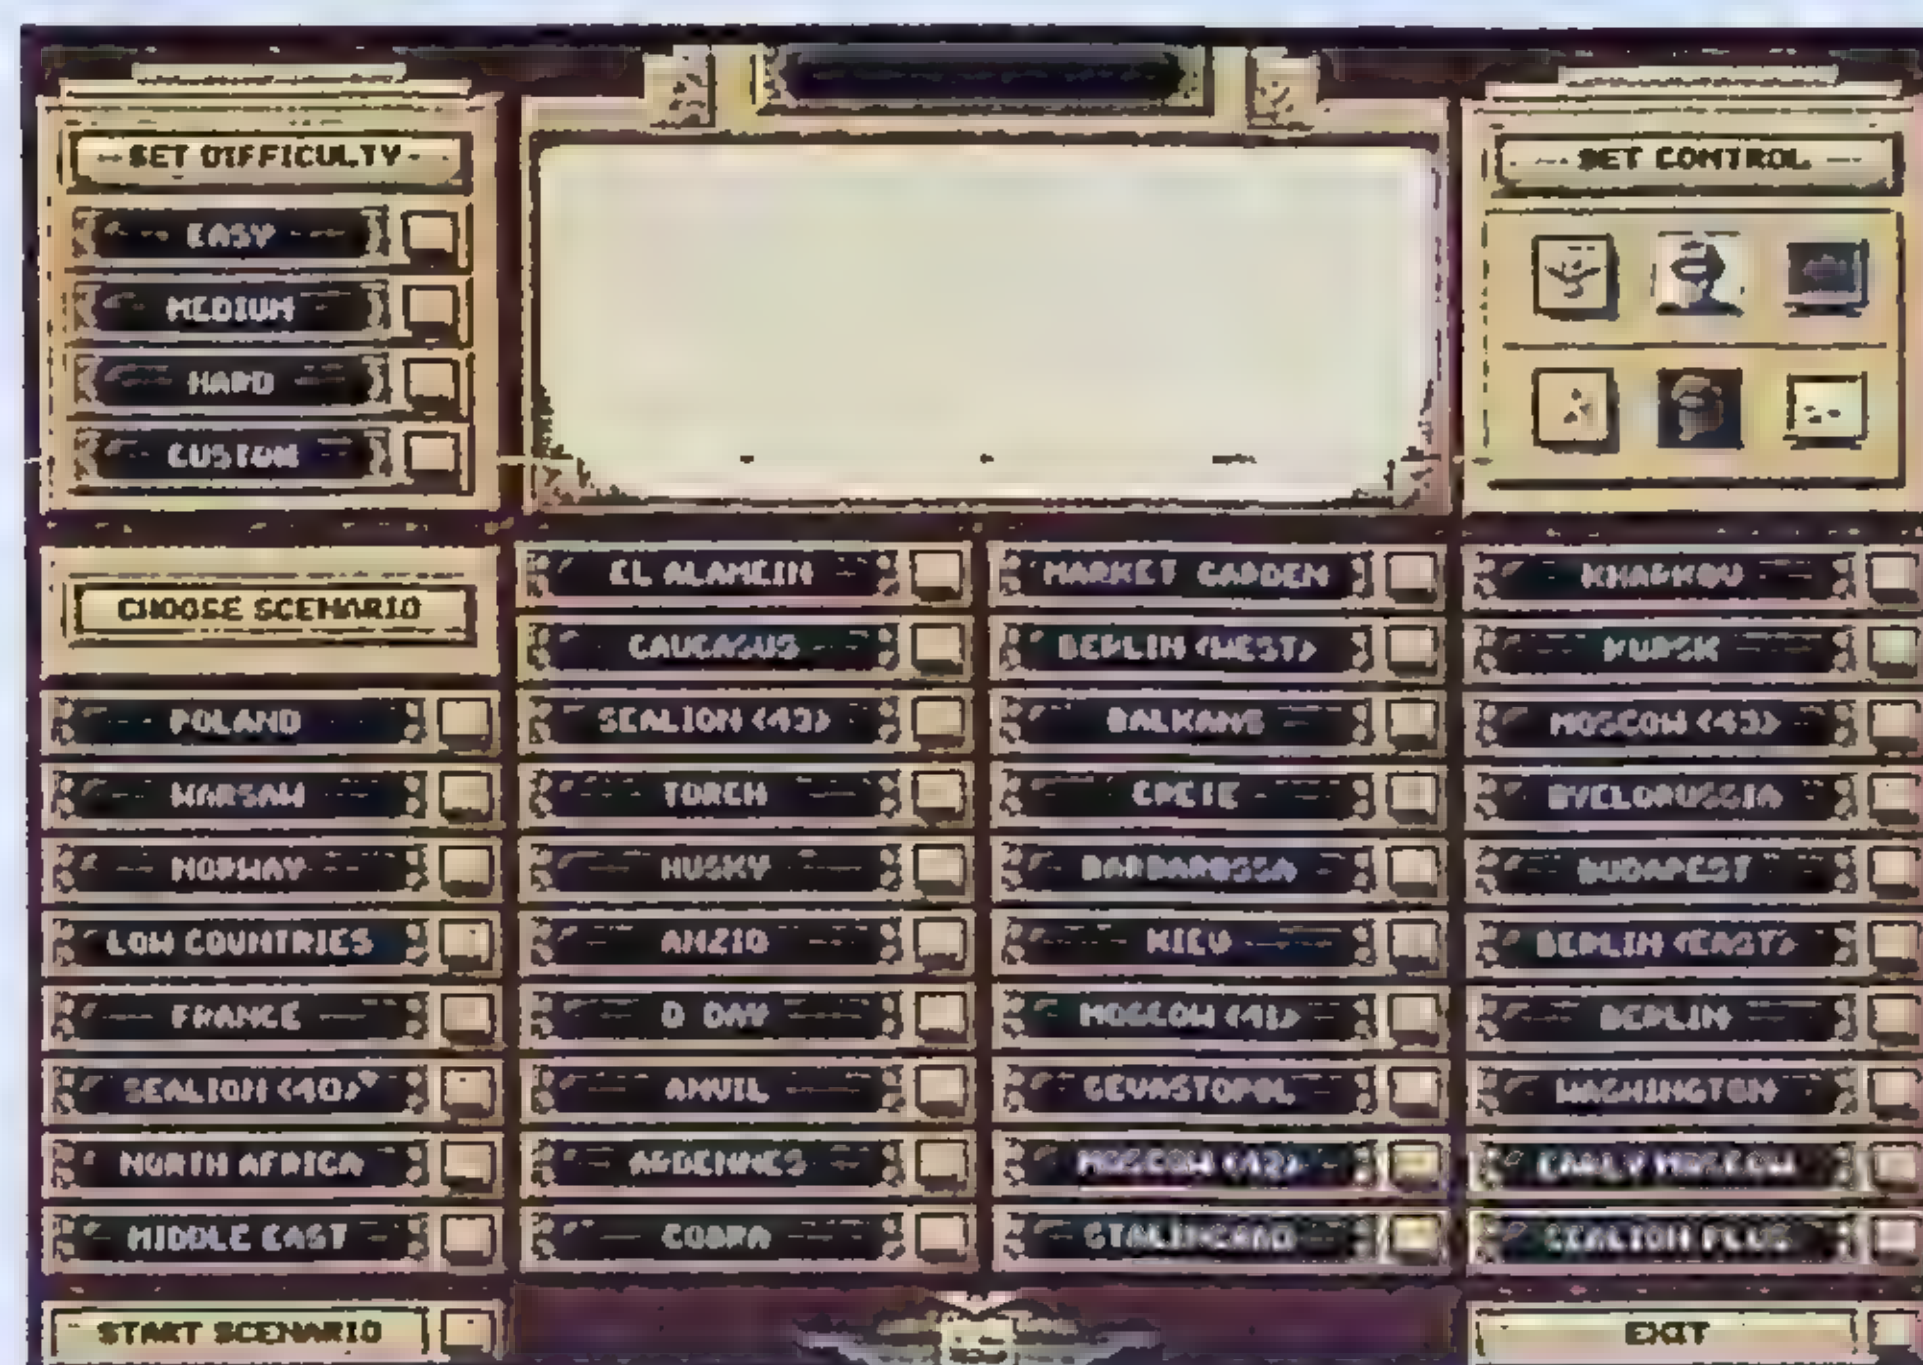 SET DIFFICULTY
EASY
MEDIUM
HARD
CUSTOM
SET CONTROL
CHOOSE SCENARIO
POLAND
WARSAW
NORWAY
LOW COUNTRIES
FRANCE
SEALION (40)
NORTH AFRICA
MIDDLE EAST
EL ALAMEIN
CAUCASUS
SEALION (43)
TORCH
HUSKY
ANZIO
D DAY
ANVIL
ARDENNES
COBRA
MARKET GARDEN
BERLIN (WEST)
BALKANS
CRETE
BARBAROSSA
KIEV
MOSCOW (41)
SEVASTOPOL
MOSCOW (42)
STALINGRAD
KHARKOV
KURSK
MOSCOW (43)
BYELORUSSIA
BUDAPEST
BERLIN (EAST)
BERLIN
WASHINGTON
EARLY MOSCOW
SEALION PLUS
START SCENARIO
EXIT